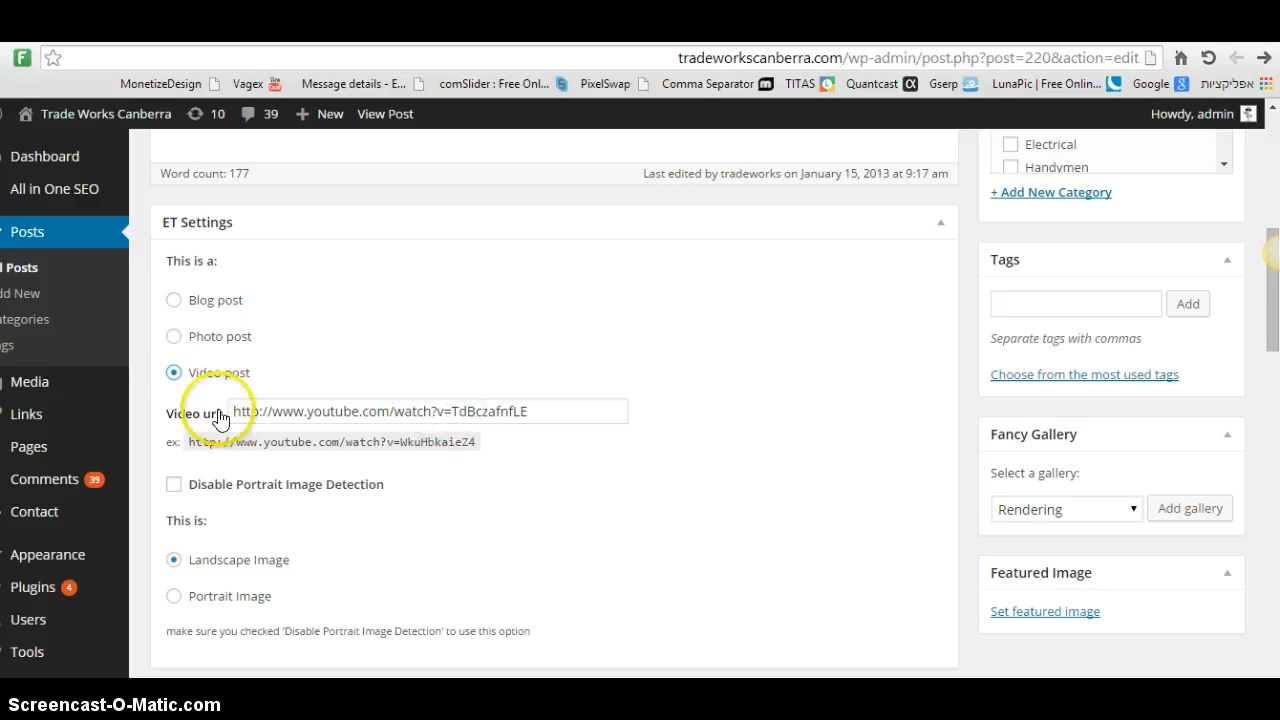 F
tradeworkscanberra.com/wp-admin/post.php?post=220&action=edit
MonetizeDesign Vagex You Tube Message details - E... comSlider : Free Onl... PixelSwap Comma Separator m TITAS Quantcast Gserp LunaPic | Free Onlin... Google g אפליקציות
Trade Works Canberra 10 39 + New View Post Howdy, admin
Dashboard
All in One SEO
Posts
l Posts
dd New
ategories
gs
Media
Links
Pages
Comments 39
Contact
Appearance
Plugins 4
Users
Tools
Word count: 177 Last edited by tradeworks on January 15, 2013 at 9:17 am
ET Settings
This is a:
Blog post
Photo post
Video post
Video url: http://www.youtube.com/watch?v=TdBczafnfLE
ex: http://www.youtube.com/watch?v=WkuHbkaieZ4
Disable Portrait Image Detection
This is:
Landscape Image
Portrait Image
make sure you checked 'Disable Portrait Image Detection' to use this option
Electrical
Handymen
+ Add New Category
Tags
Add
Separate tags with commas
Choose from the most used tags
Fancy Gallery
Select a gallery:
Rendering Add gallery
Featured Image
Set featured image
Screencast-O-Matic.com